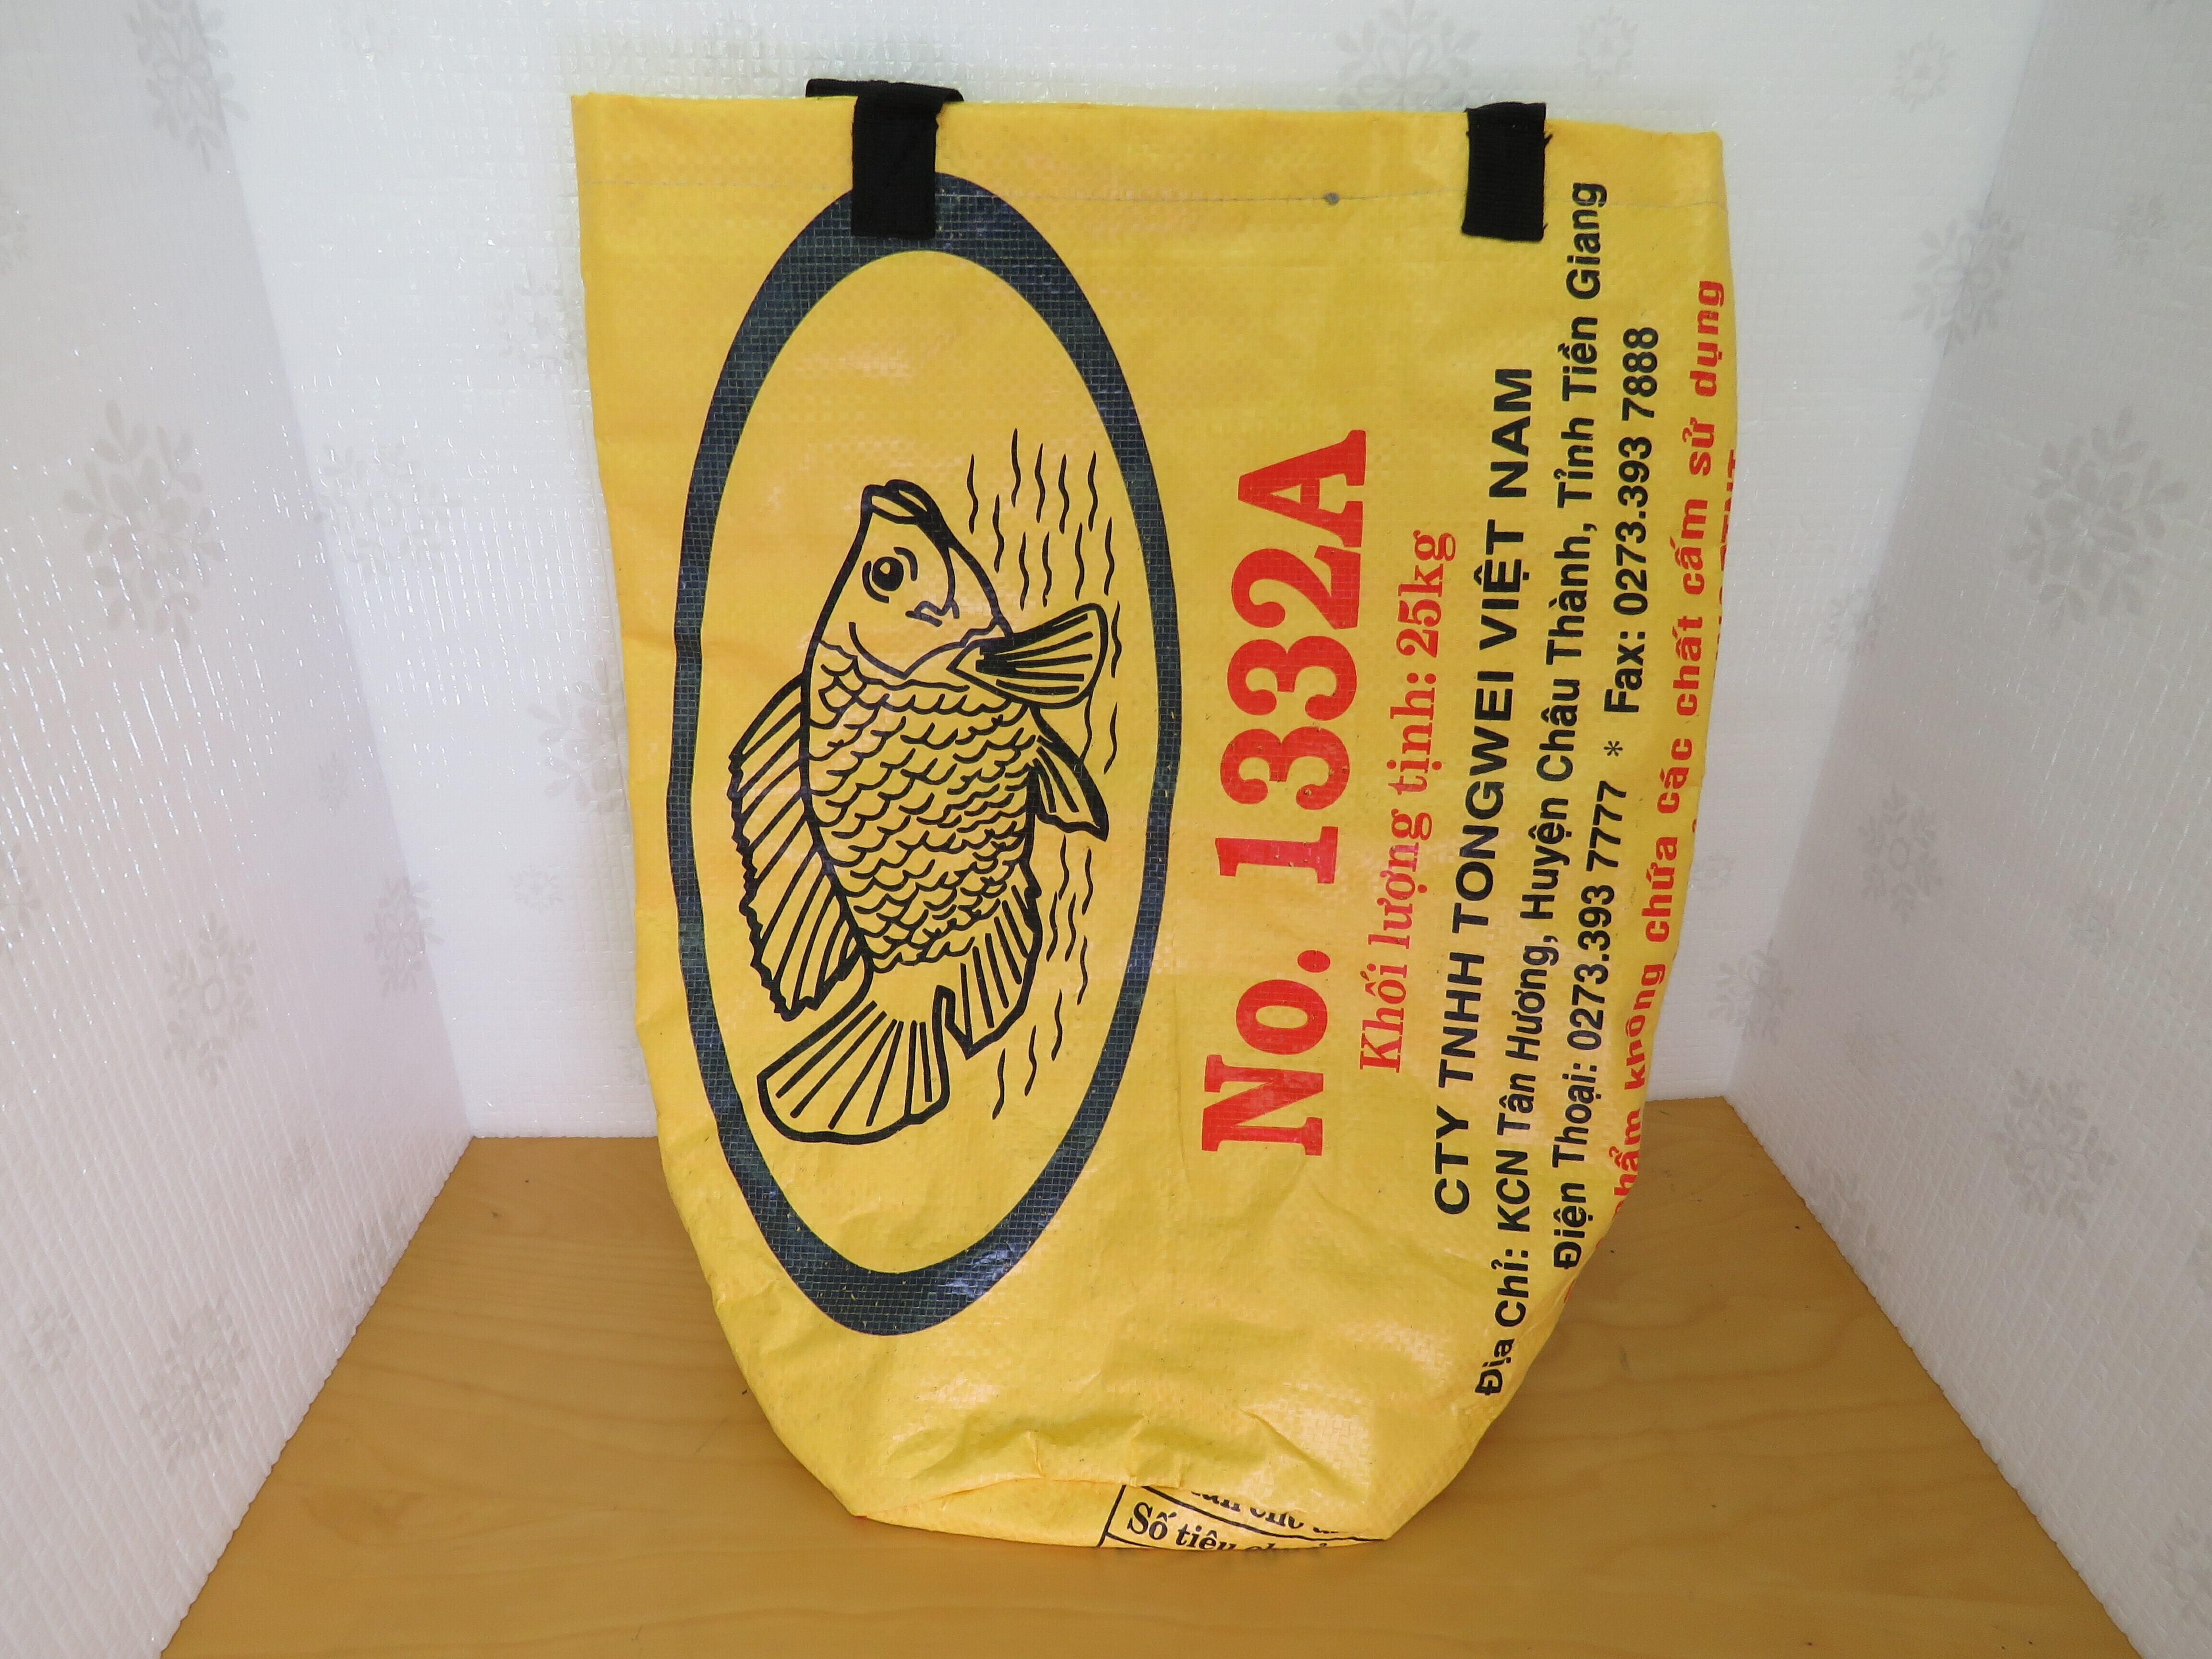 No. 1332A
Khối lượng tịnh: 25kg
CTY TNHH TONGWEI VIỆT NAM
Địa Chỉ: KCN Tân Hương, Huyện Châu Thành, Tỉnh Tiền Giang
Điện Thoại: 0273.393 7777 * Fax: 0273.393 7888
không chứa các chất cấm sử dụng
Số tiêu